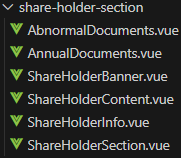 share-holder-section
AbnormalDocuments.vue
AnnualDocuments.vue
ShareHolderBanner.vue
ShareHolderContent.vue
ShareHolderInfo.vue
ShareHolderSection.vue